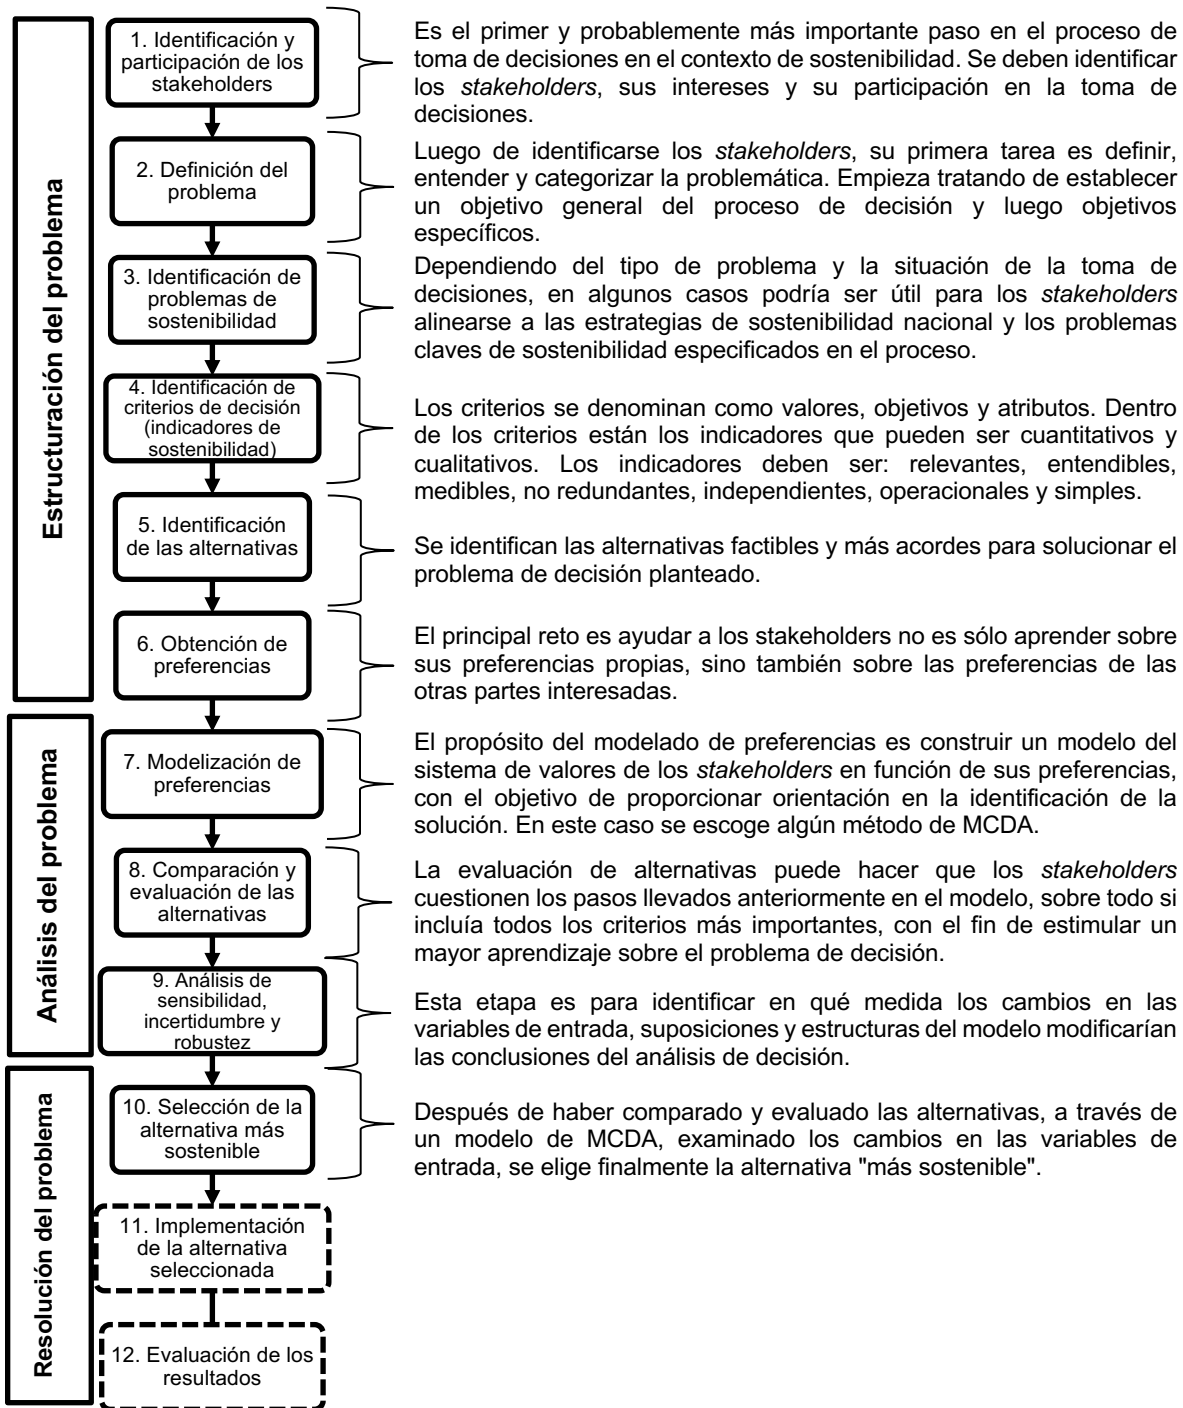 Estructuración del problema
1. Identificación y
participación de los
stakeholders
Es el primer y probablemente más importante paso en el proceso de
toma de decisiones en el contexto de sostenibilidad. Se deben identificar
los stakeholders, sus intereses y su participación en la toma de
decisiones.
2. Definición del
problema
Luego de identificarse los stakeholders, su primera tarea es definir,
entender y categorizar la problemática. Empieza tratando de establecer
un objetivo general del proceso de decisión y luego objetivos
específicos.
3. Identificación de
problemas de
sostenibilidad
Dependiendo del tipo de problema y la situación de la toma de
decisiones, en algunos casos podría ser útil para los stakeholders
alinearse a las estrategias de sostenibilidad nacional y los problemas
claves de sostenibilidad especificados en el proceso.
4. Identificación de
criterios de decisión
(indicadores de
sostenibilidad)
Los criterios se denominan como valores, objetivos y atributos. Dentro
de los criterios están los indicadores que pueden ser cuantitativos y
cualitativos. Los indicadores deben ser: relevantes, entendibles,
medibles, no redundantes, independientes, operacionales y simples.
5. Identificación
de las alternativas
Se identifican las alternativas factibles y más acordes para solucionar el
problema de decisión planteado.
6. Obtención de
preferencias
El principal reto es ayudar a los stakeholders no es sólo aprender sobre
sus preferencias propias, sino también sobre las preferencias de las
otras partes interesadas.
Análisis del problema
7. Modelización de
preferencias
El propósito del modelado de preferencias es construir un modelo del
sistema de valores de los stakeholders en función de sus preferencias,
con el objetivo de proporcionar orientación en la identificación de la
solución. En este caso se escoge algún método de MCDA.
8. Comparación y
evaluación de las
alternativas
La evaluación de alternativas puede hacer que los stakeholders
cuestionen los pasos llevados anteriormente en el modelo, sobre todo si
incluía todos los criterios más importantes, con el fin de estimular un
mayor aprendizaje sobre el problema de decisión.
9. Análisis de
sensibilidad,
incertidumbre y
robustez
Esta etapa es para identificar en qué medida los cambios en las
variables de entrada, suposiciones y estructuras del modelo modificarían
las conclusiones del análisis de decisión.
Resolución del problema
10. Selección de la
alternativa más
sostenible
Después de haber comparado y evaluado las alternativas, a través de
un modelo de MCDA, examinado los cambios en las variables de
entrada, se elige finalmente la alternativa "más sostenible".
11. Implementación
de la alternativa
seleccionada
12. Evaluación de los
resultados